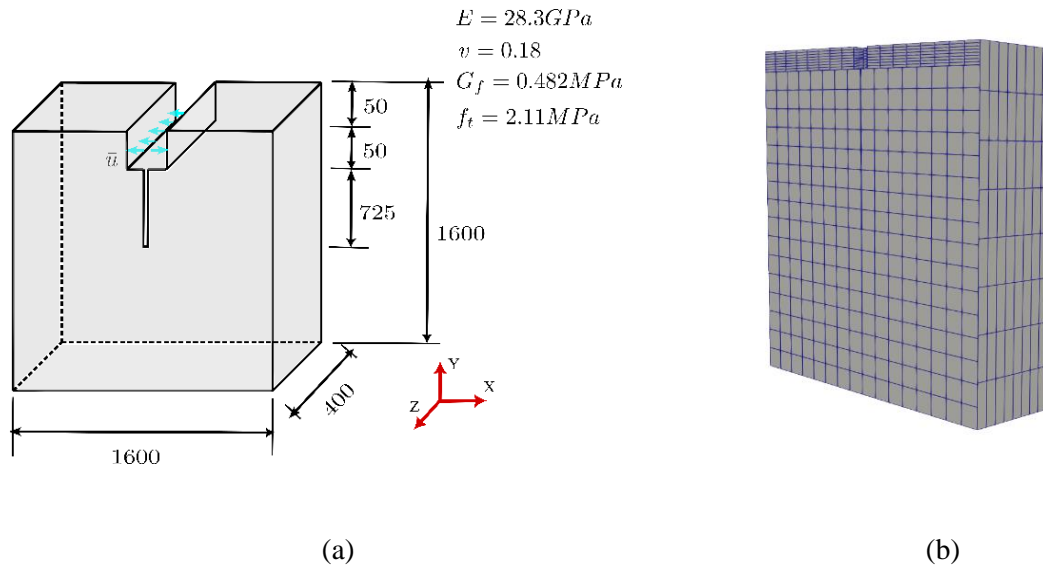 E = 28.3GPa
v = 0.18
G_f = 0.482MPa
f_t = 2.11MPa
50
50
ū
725
1600
400
Y
X
Z
1600
(a)
(b)